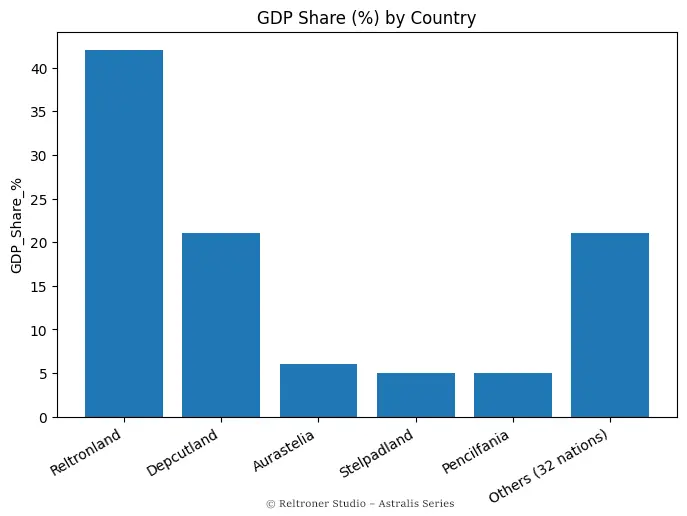 GDP Share (%) by Country
GDP_Share_%
40
35
30
25
20
15
10
5
0
Reltronland
Depcutland
Aurastelia
Stelpadland
Pencilfania
Others (32 nations)
© Reltroner Studio – Astralis Series